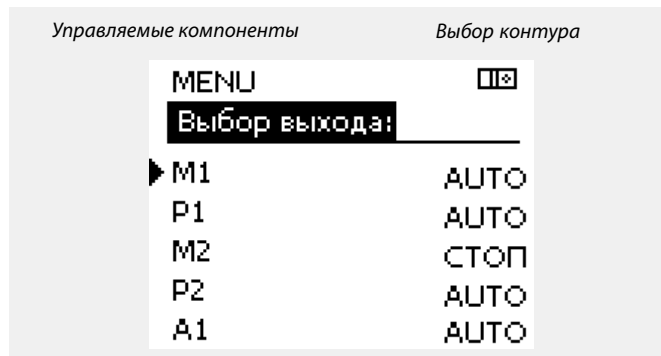 Управляемые компоненты Выбор контура
MENU
Выбор выхода:
M1 AUTO
P1 AUTO
M2 СТОП
P2 AUTO
A1 AUTO